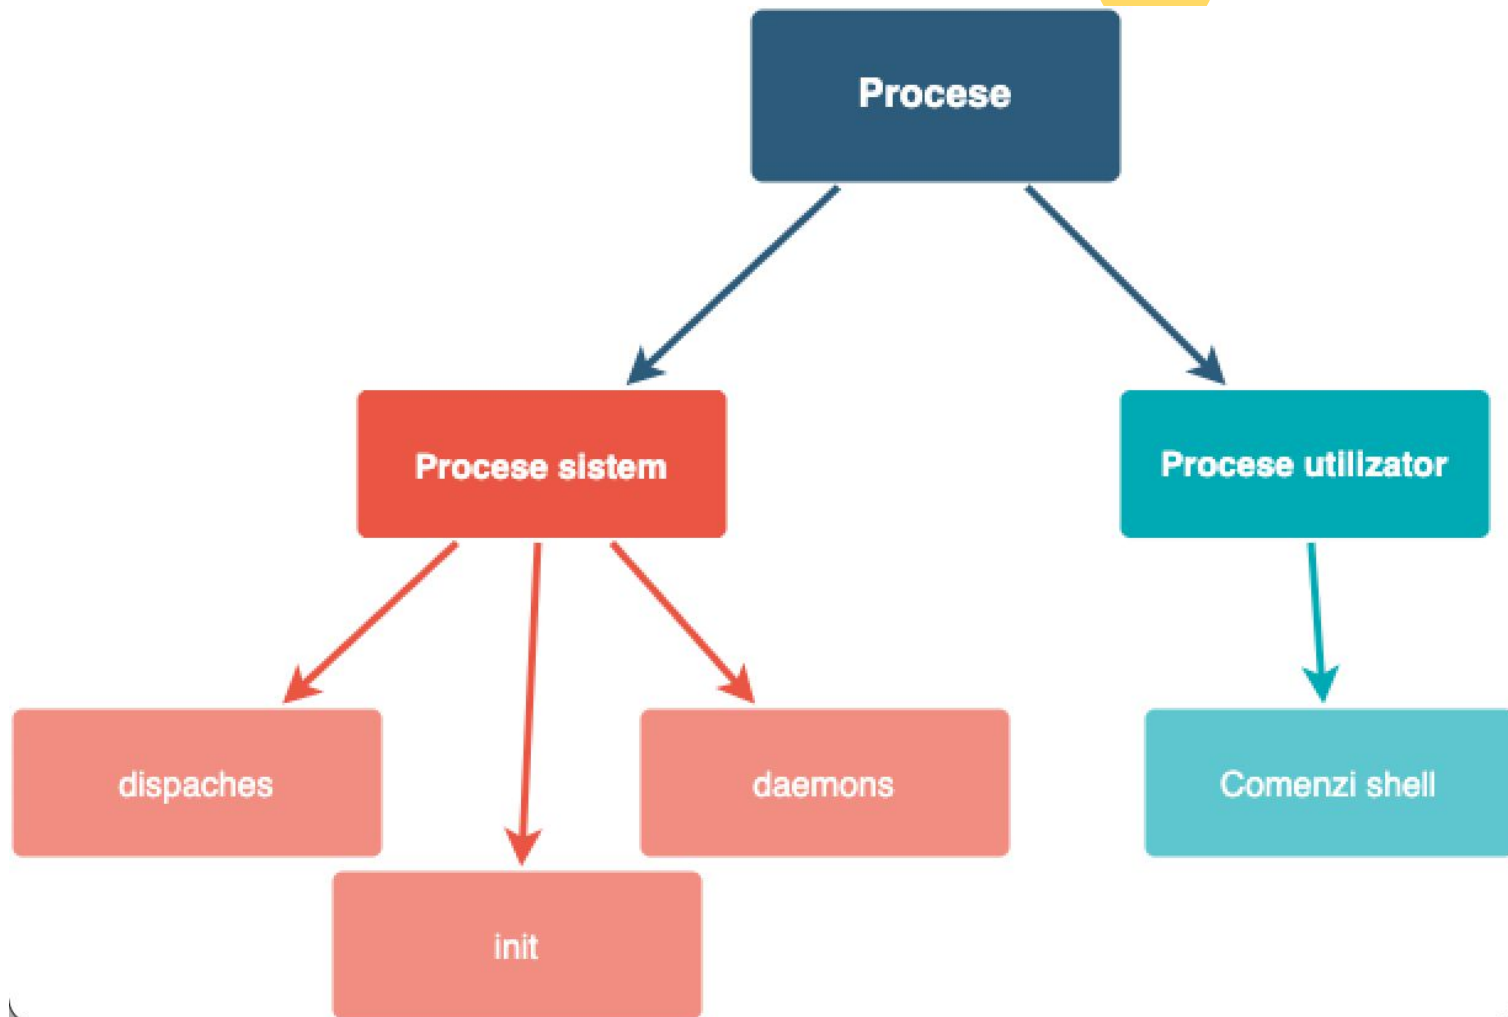 Procese
Procese sistem
Procese utilizator
dispaches
daemons
Comenzi shell
init